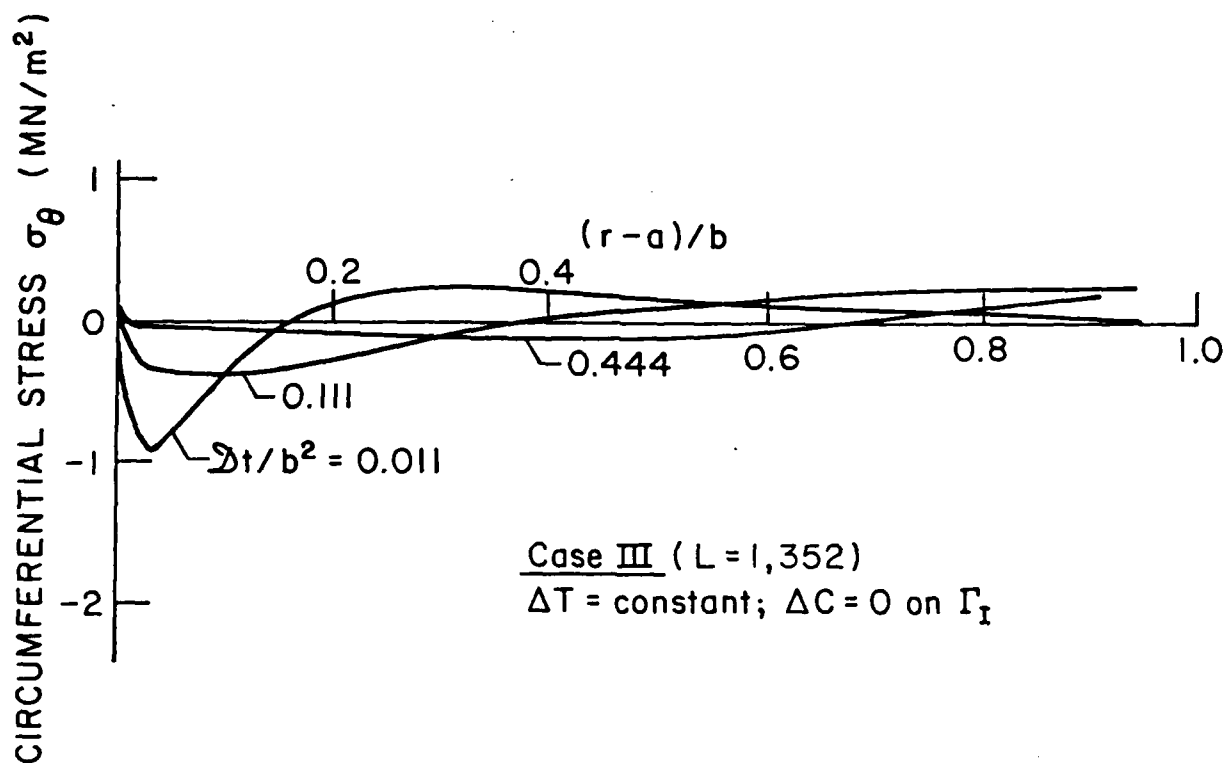 CIRCUMFERENTIAL STRESS σθ (MN/m²)
1
0
-1
-2
(r-a)/b
0.2
0.4
0.6
0.8
1.0
0.444
0.111
𝒟t/b² = 0.011
Case III (L = 1,352)
ΔT = constant; ΔC = 0 on Γ_I